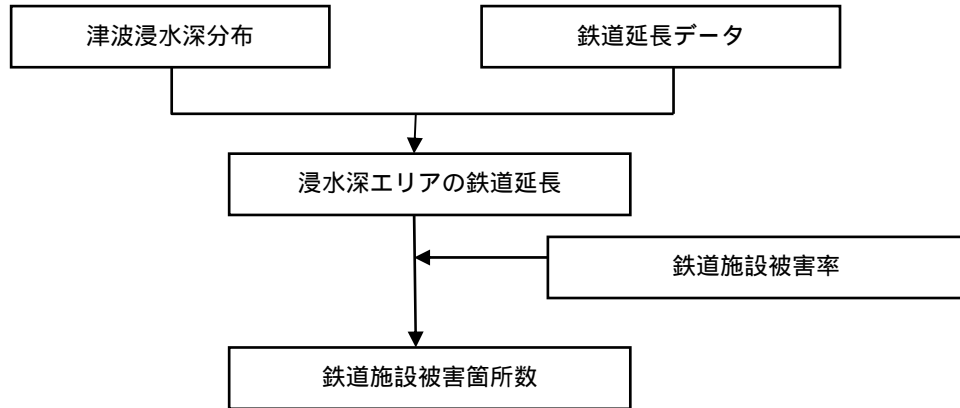 津波浸水深分布
鉄道延長データ
浸水深エリアの鉄道延長
鉄道施設被害率
鉄道施設被害箇所数